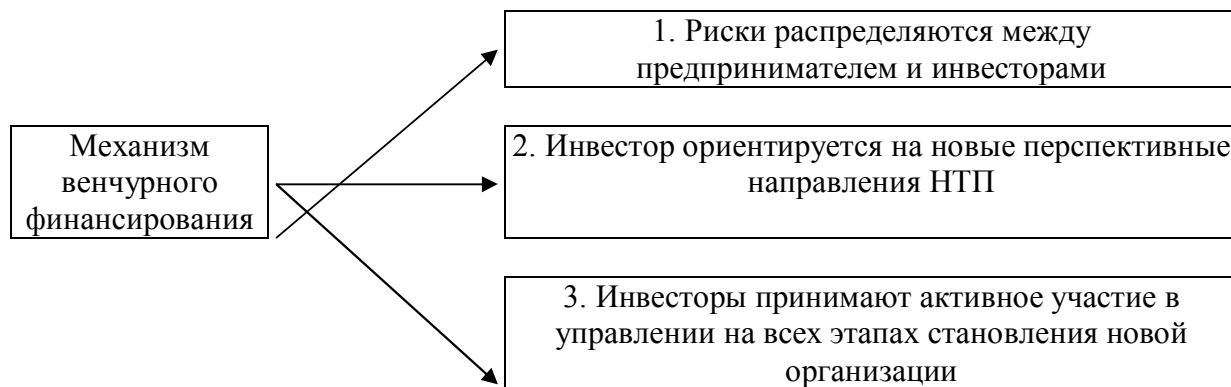 1. Риски распределяются между
предпринимателем и инвесторами
Механизм
венчурного
финансирования
2. Инвестор ориентируется на новые перспективные
направления НТП
3. Инвесторы принимают активное участие в
управлении на всех этапах становления новой
организации